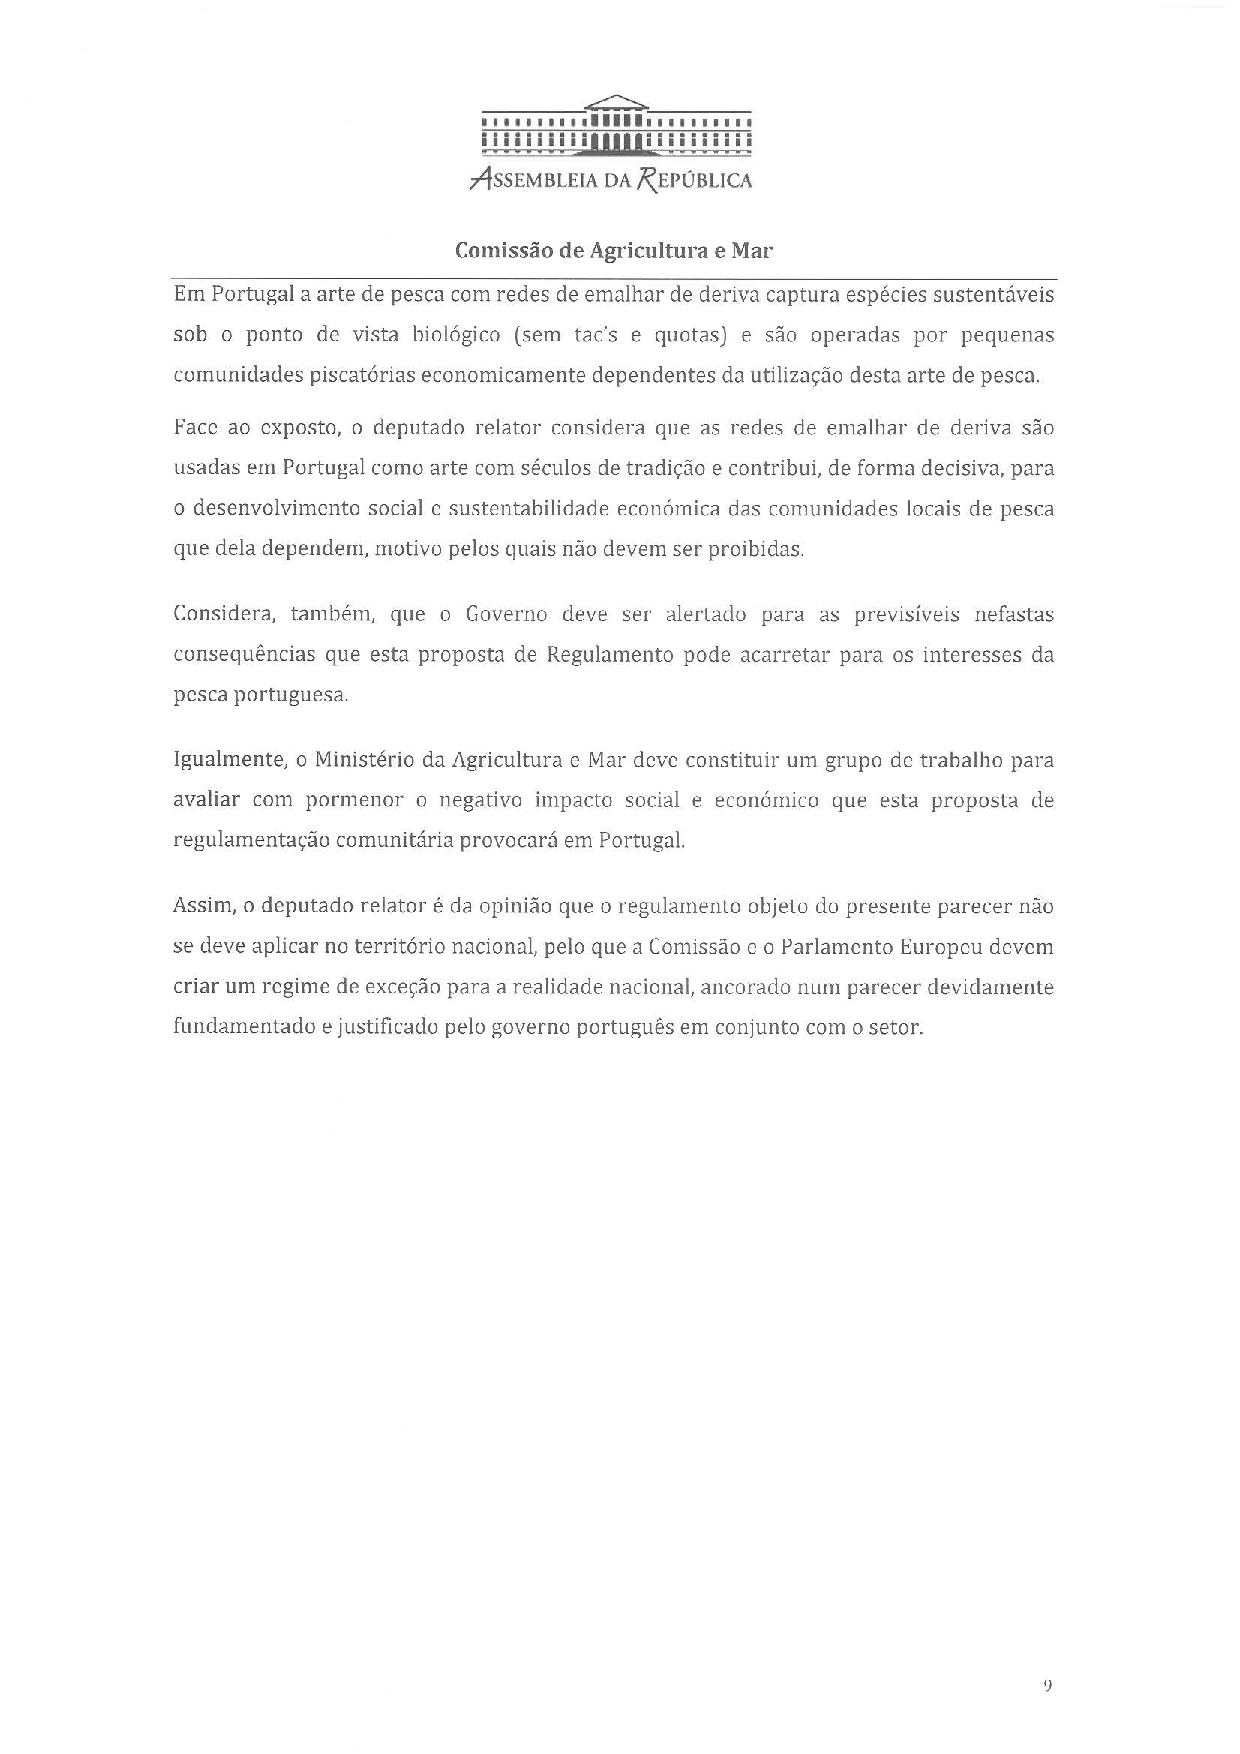 ASSEMBLEIA DA REPÚBLICA
Comissão de Agricultura e Mar
Em Portugal a arte de pesca com redes de emalhar de deriva captura espécies sustentáveis
sob o ponto de vista biológico (sem tac's e quotas) e são operadas por pequenas
comunidades piscatórias economicamente dependentes da utilização desta arte de pesca.
Face ao exposto, o deputado relator considera que as redes de emalhar de deriva são
usadas em Portugal como arte com séculos de tradição e contribui, de forma decisiva, para
o desenvolvimento social e sustentabilidade económica das comunidades locais de pesca
que dela dependem, motivo pelos quais não devem ser proibidas.
Considera, também, que o Governo deve ser alertado para as previsíveis nefastas
consequências que esta proposta de Regulamento pode acarretar para os interesses da
pesca portuguesa.
Igualmente, o Ministério da Agricultura e Mar deve constituir um grupo de trabalho para
avaliar com pormenor o negativo impacto social e económico que esta proposta de
regulamentação comunitária provocará em Portugal.
Assim, o deputado relator é da opinião que o regulamento objeto do presente parecer não
se deve aplicar no território nacional, pelo que a Comissão e o Parlamento Europeu devem
criar um regime de exceção para a realidade nacional, ancorado num parecer devidamente
fundamentado e justificado pelo governo português em conjunto com o setor.
9